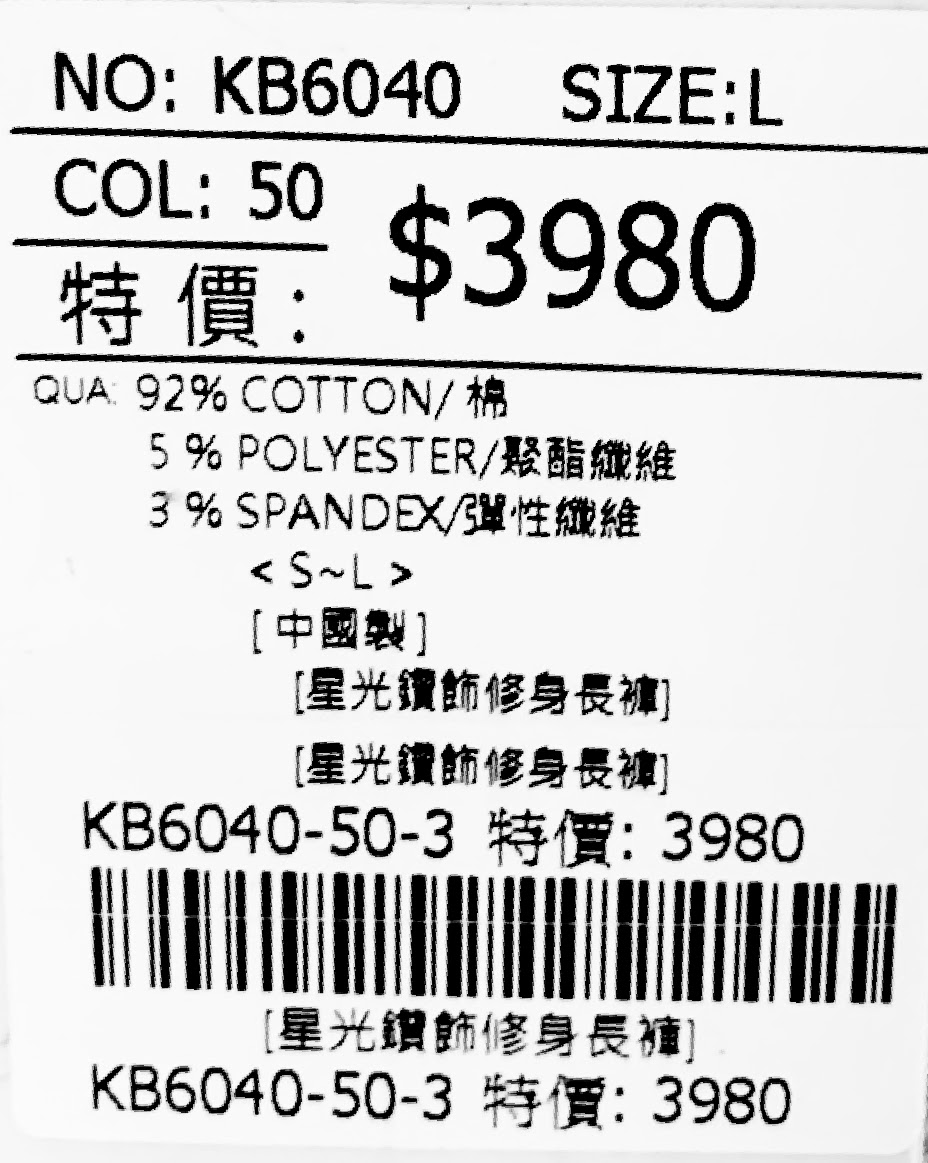 NO: KB6040 SIZE:L
COL: 50
$3980
特價:
QUA: 92% COTTON/棉
5 % POLYESTER/聚酯纖維
3 % SPANDEX/彈性纖維
< S~L >
[中國製]
[星光鑽飾修身長褲]
[星光鑽飾修身長褲]
KB6040-50-3 特價: 3980
[星光鑽飾修身長褲]
KB6040-50-3 特價: 3980